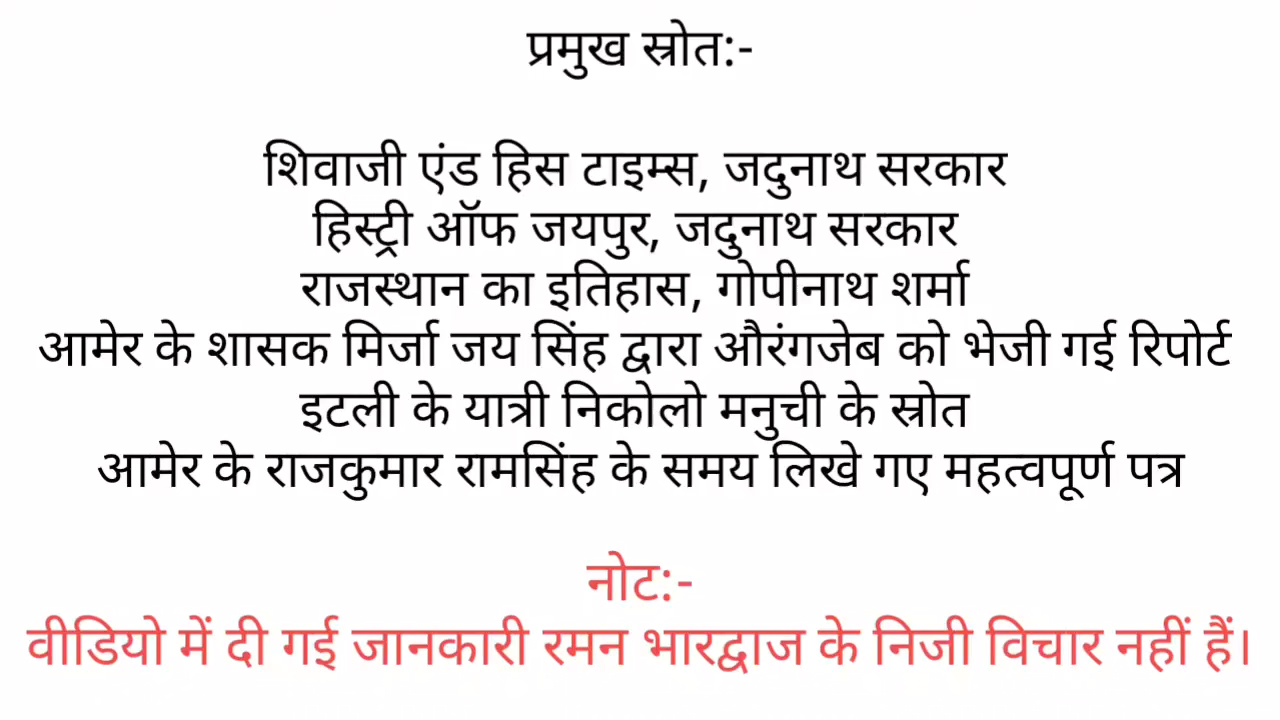 प्रमुख स्रोत:-
शिवाजी एंड हिस टाइम्स, जदुनाथ सरकार
हिस्ट्री ऑफ जयपुर, जदुनाथ सरकार
राजस्थान का इतिहास, गोपीनाथ शर्मा
आमेर के शासक मिर्जा जय सिंह द्वारा औरंगजेब को भेजी गई रिपोर्ट
इटली के यात्री निकोलो मनुची के स्रोत
आमेर के राजकुमार रामसिंह के समय लिखे गए महत्वपूर्ण पत्र
नोट:-
वीडियो में दी गई जानकारी रमन भारद्वाज के निजी विचार नहीं हैं।